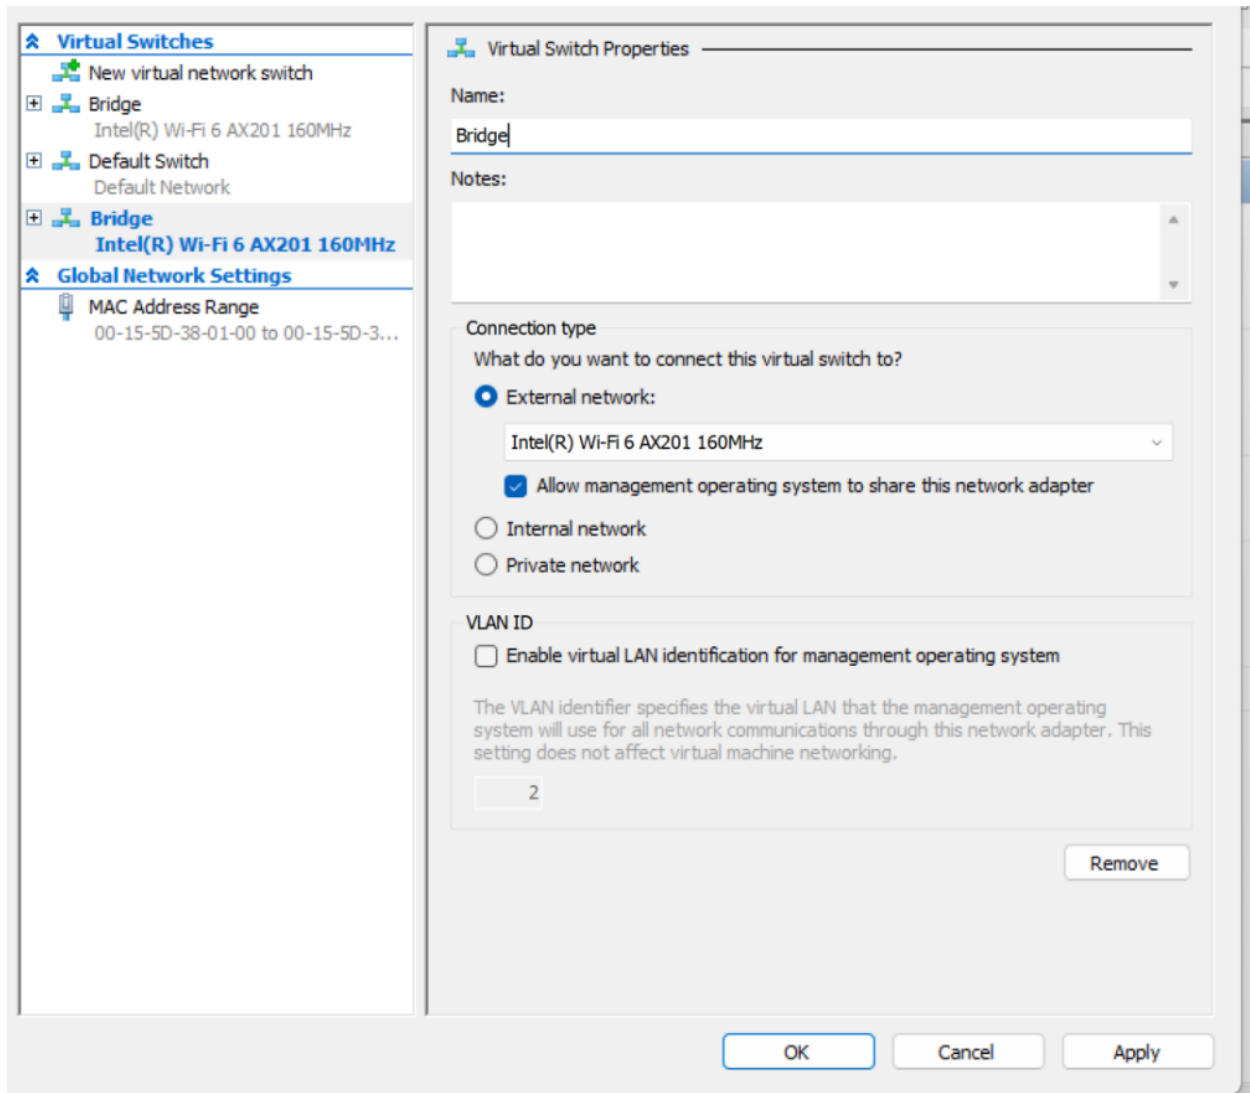 Virtual Switches
New virtual network switch
Bridge
Intel(R) Wi-Fi 6 AX201 160MHz
Default Switch
Default Network
Bridge
Intel(R) Wi-Fi 6 AX201 160MHz
Global Network Settings
MAC Address Range
00-15-5D-38-01-00 to 00-15-5D-3...
Virtual Switch Properties
Name:
Bridge
Notes:
Connection type
What do you want to connect this virtual switch to?
External network:
Intel(R) Wi-Fi 6 AX201 160MHz
Allow management operating system to share this network adapter
Internal network
Private network
VLAN ID
Enable virtual LAN identification for management operating system
The VLAN identifier specifies the virtual LAN that the management operating
system will use for all network communications through this network adapter. This
setting does not affect virtual machine networking.
2
Remove
OK
Cancel
Apply